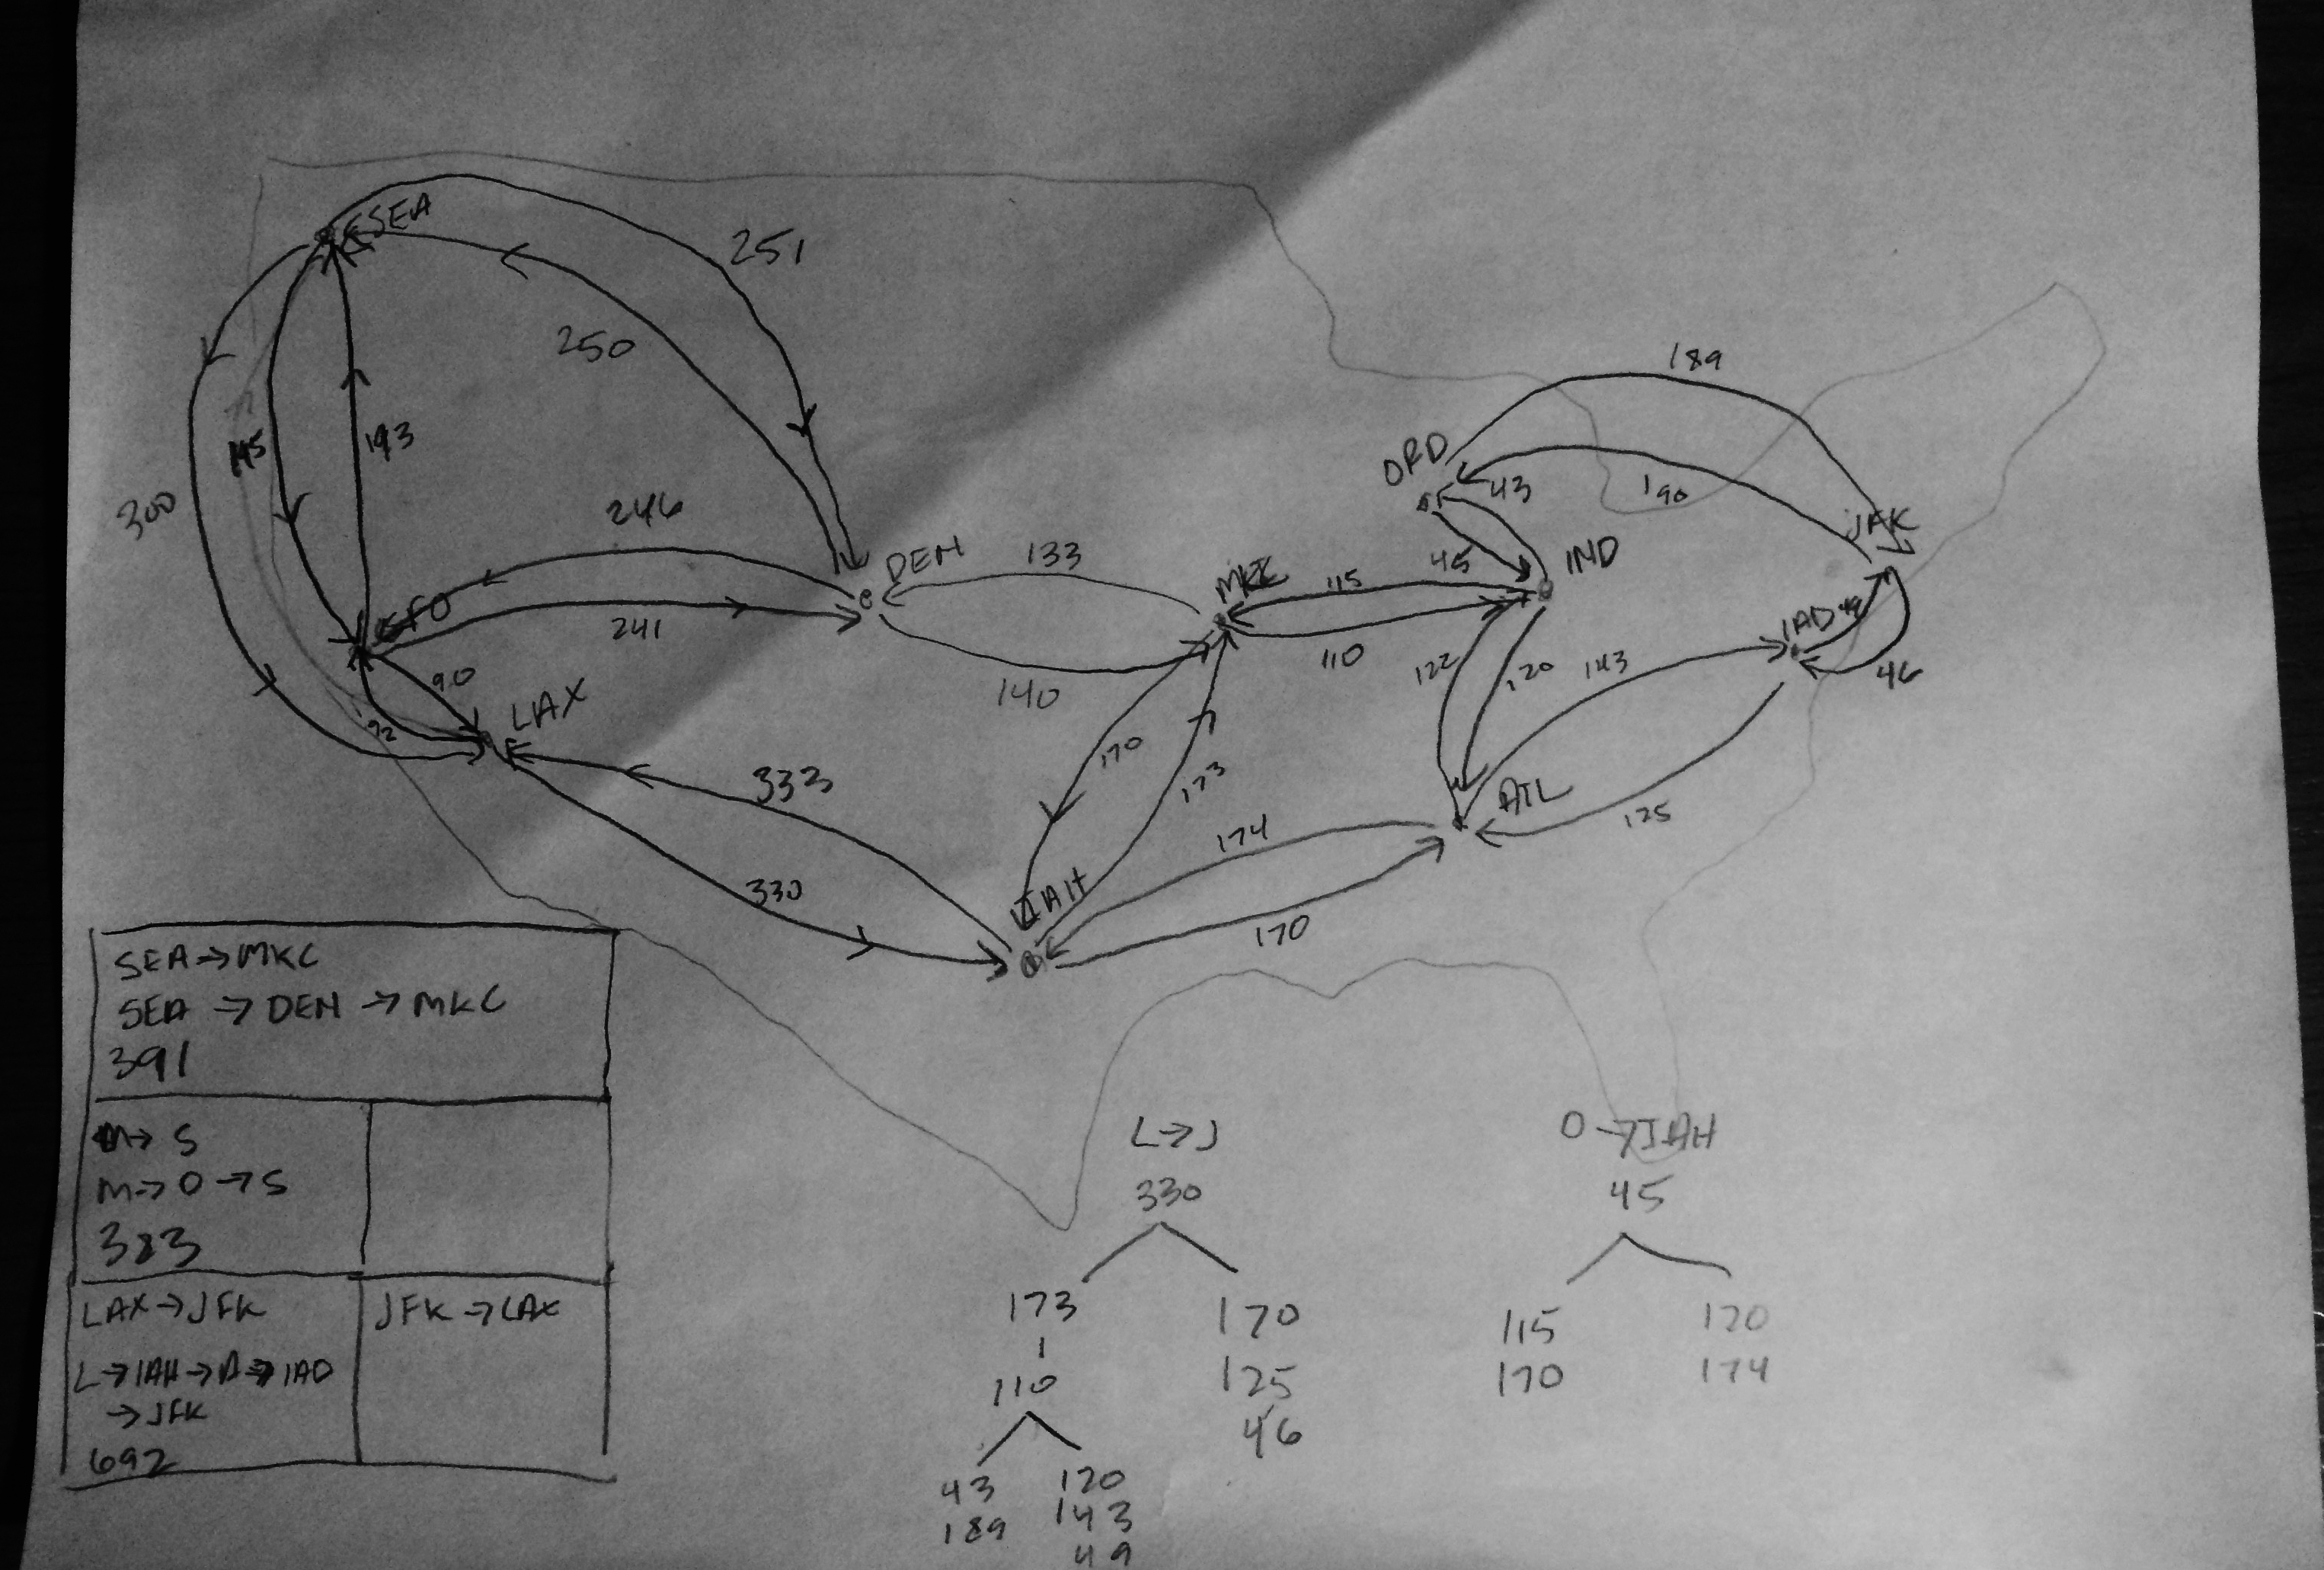 SEA
251
250
193
300
246
241
SFO
90
92
LAX
DEN
133
140
MKC
115
110
ORD
43
45
IND
189
190
JFK
IAD 49
46
122
120
143
125
ATL
170
173
174
170
333
330
IAH
SEA → MKC
SEA → DEN → MKC
391
M → S
M → D → S
383
LAX → JFK
L → IAH → A → IAD
→ JFK
692
JFK → LAX
L → J
330
173 170
110 125
46
43 120
189 143
49
O → IAH
45
115 120
170 174